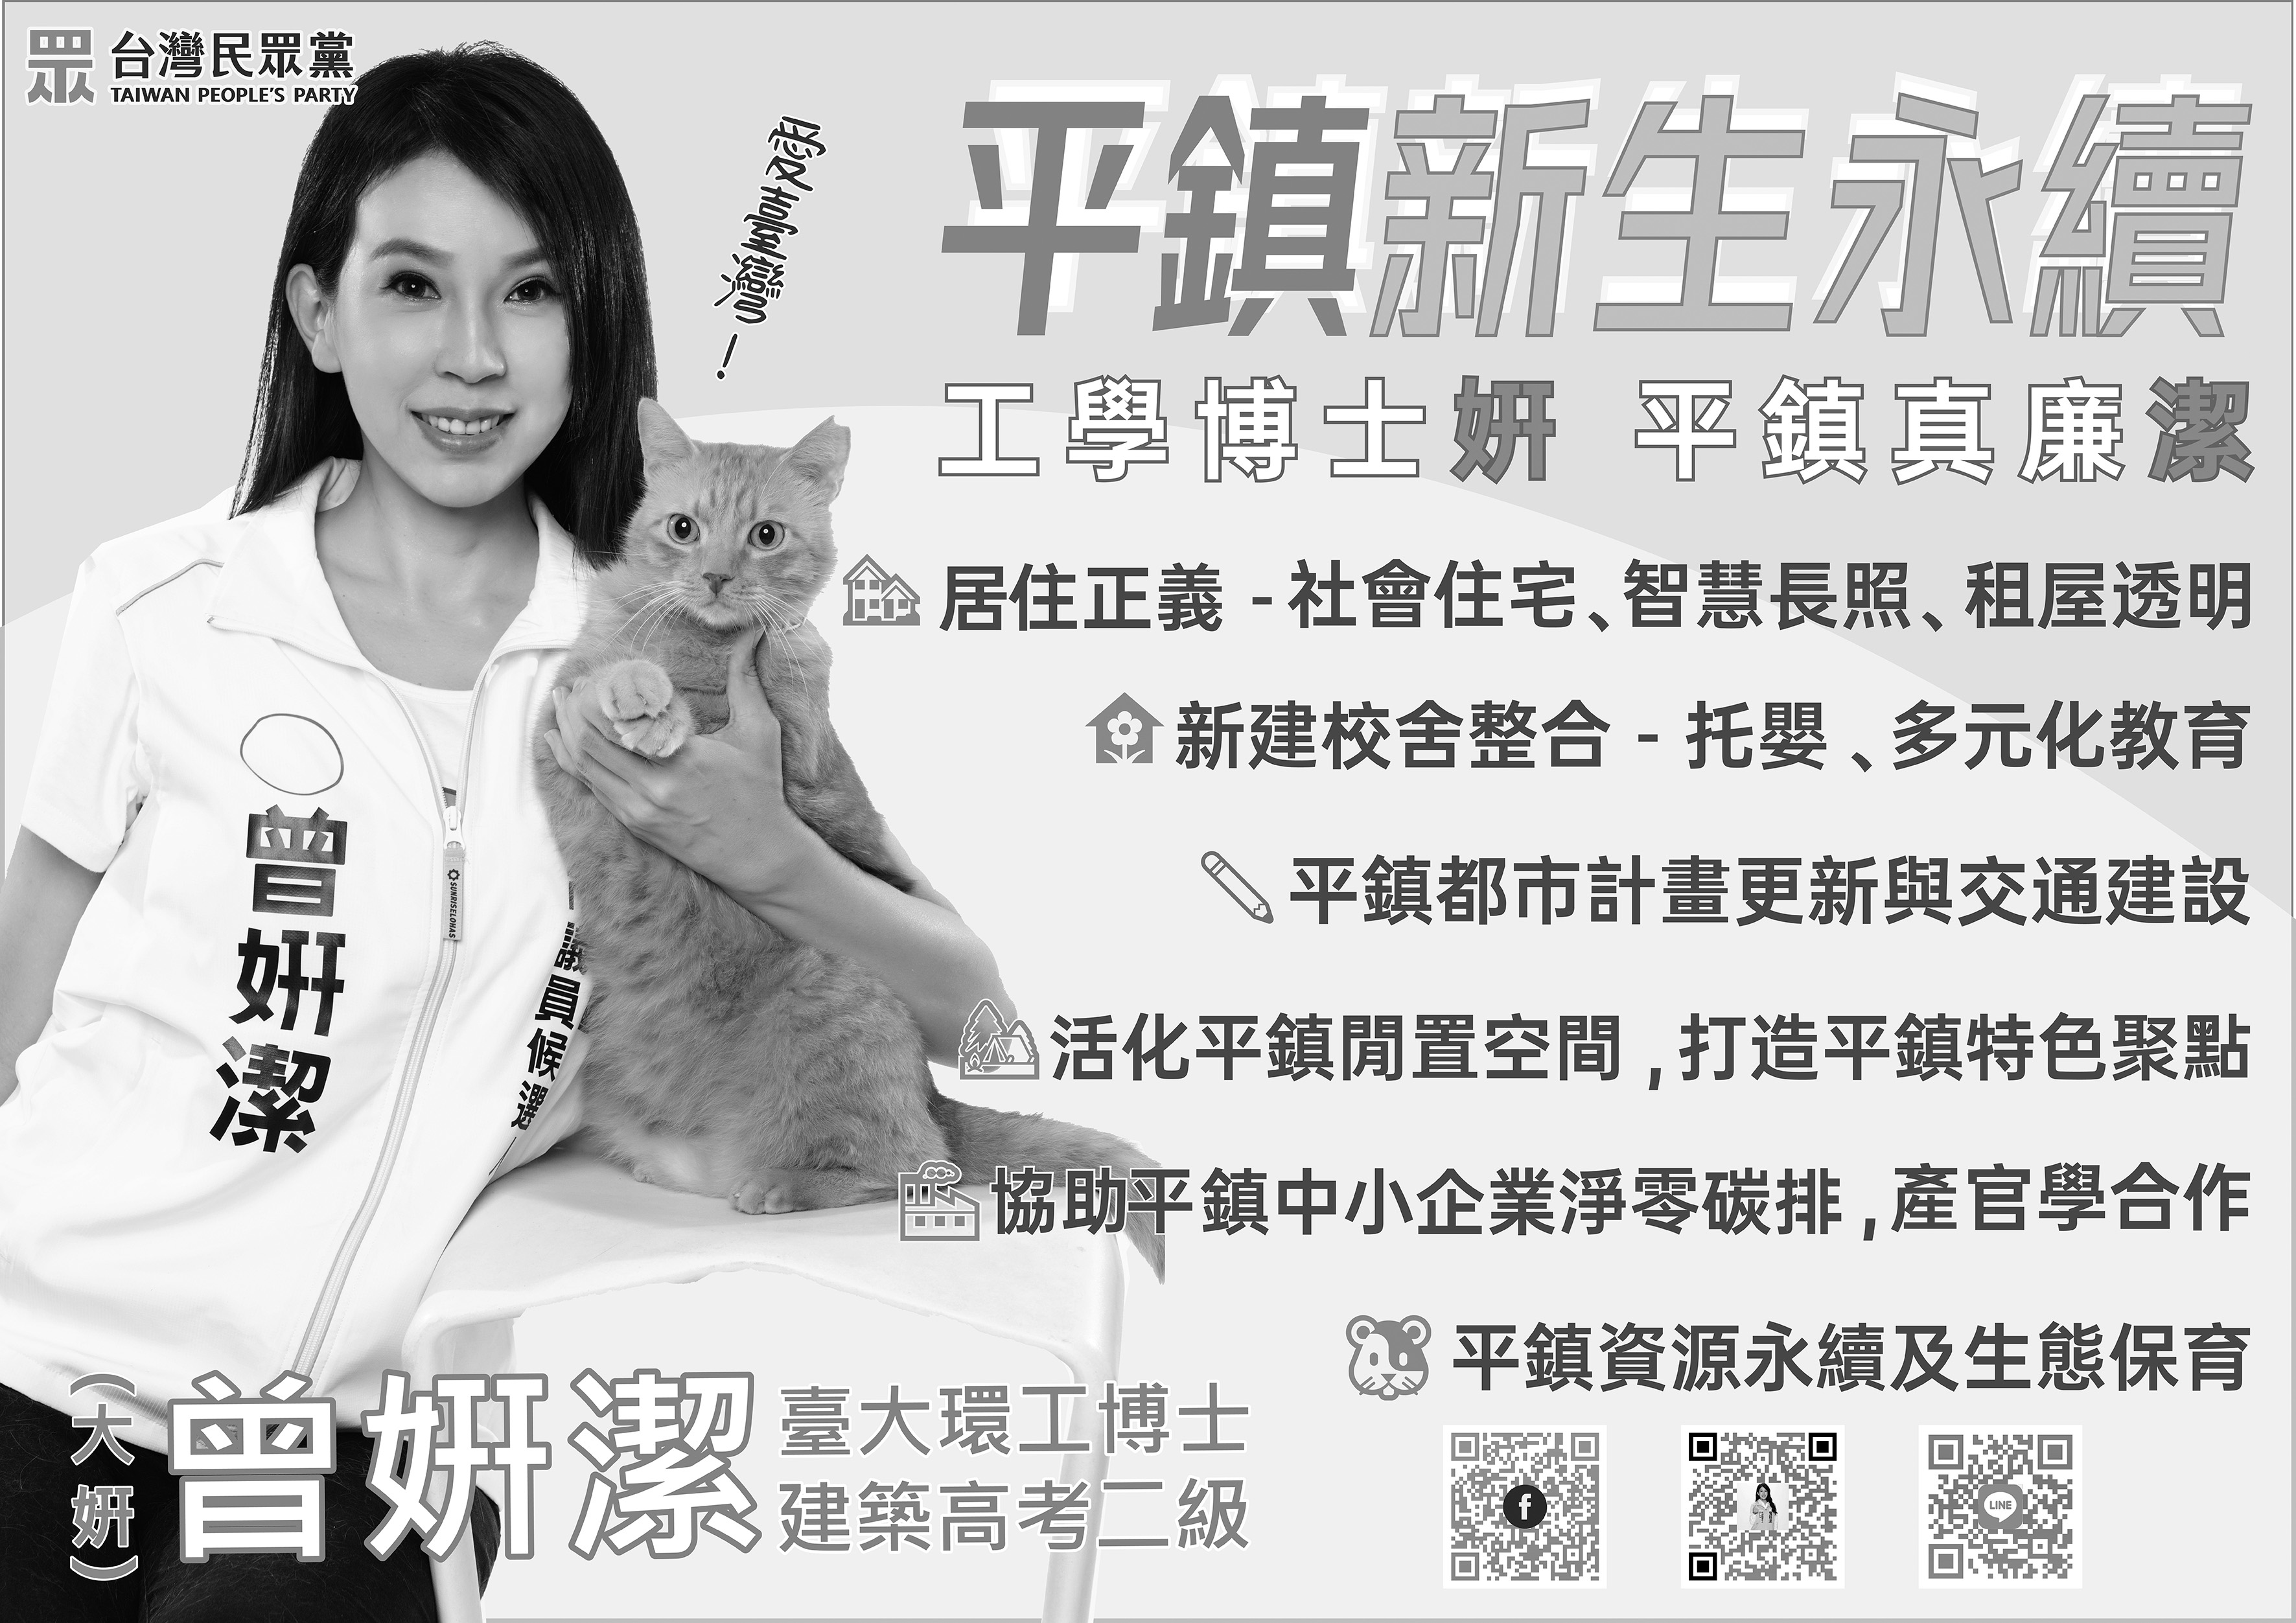 眾 台灣民眾黨
TAIWAN PEOPLE'S PARTY
平鎮新生永續
工學博士妍 平鎮真廉潔
居住正義 - 社會住宅、智慧長照、租屋透明
新建校舍整合 - 托嬰、多元化教育
平鎮都市計畫更新與交通建設
活化平鎮閒置空間,打造平鎮特色聚點
協助平鎮中小企業淨零碳排,產官學合作
平鎮資源永續及生態保育
曾妍潔
議員候選
SUNRISELOHAS
(大妍)
曾妍潔
臺大環工博士
建築高考二級
f
LINE